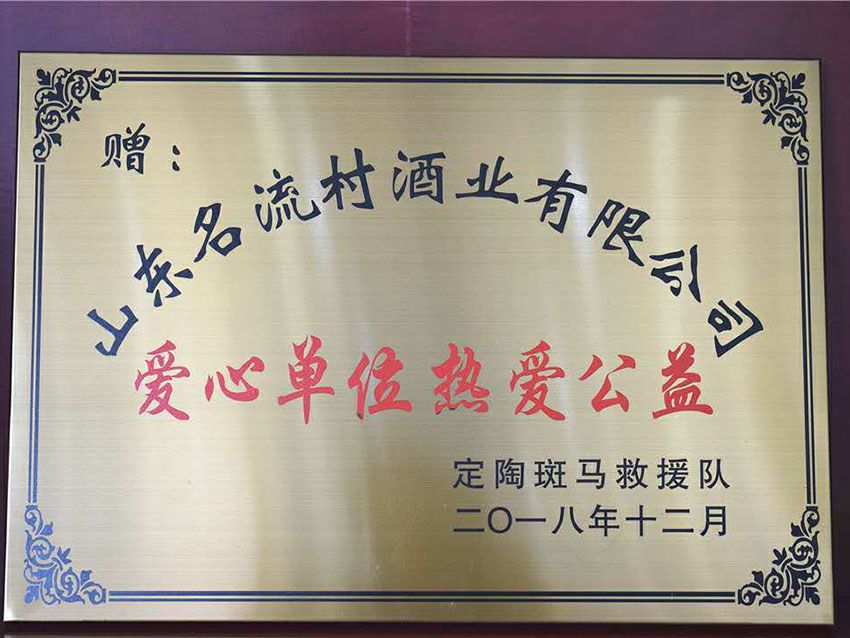 赠：
山东名流村酒业有限公司
爱心单位热爱公益
定陶斑马救援队
二〇一八年十二月